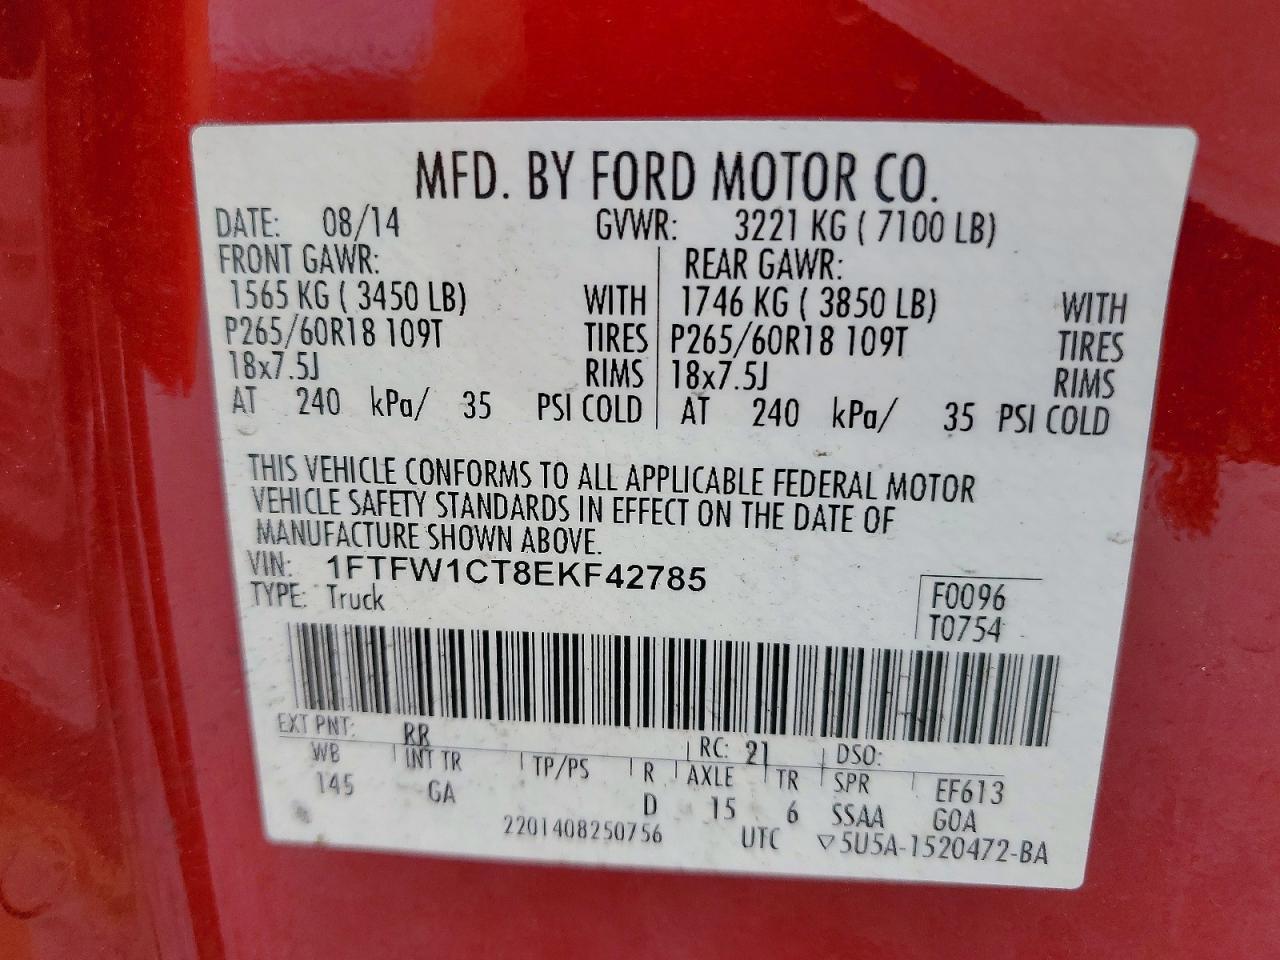 MFD. BY FORD MOTOR CO.
DATE: 08/14 GVWR: 3221 KG ( 7100 LB)
FRONT GAWR: REAR GAWR:
1565 KG ( 3450 LB) WITH 1746 KG ( 3850 LB) WITH
P265/60R18 109T TIRES P265/60R18 109T TIRES
18x7.5J RIMS 18x7.5J RIMS
AT 240 kPa/ 35 PSI COLD AT 240 kPa/ 35 PSI COLD
THIS VEHICLE CONFORMS TO ALL APPLICABLE FEDERAL MOTOR
VEHICLE SAFETY STANDARDS IN EFFECT ON THE DATE OF
MANUFACTURE SHOWN ABOVE.
VIN: 1FTFW1CT8EKF42785
TYPE: Truck
F0096
T0754
EXT PNT: RR RC: 21 DSO:
WB INT TR TP/PS R AXLE TR SPR EF613
145 GA D 15 6 SSAA GOA
2201408250756 UTC ▽5U5A-1520472-BA